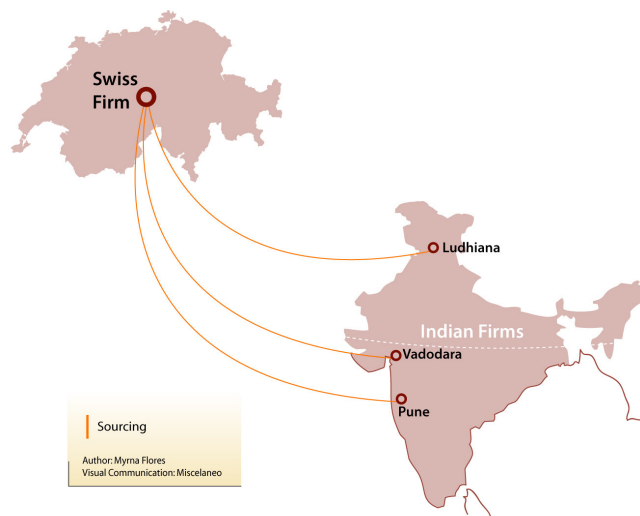 Swiss
Firm
Ludhiana
Indian Firms
Vadodara
Pune
Sourcing
Author: Myrna Flores
Visual Communication: Miscelaneo